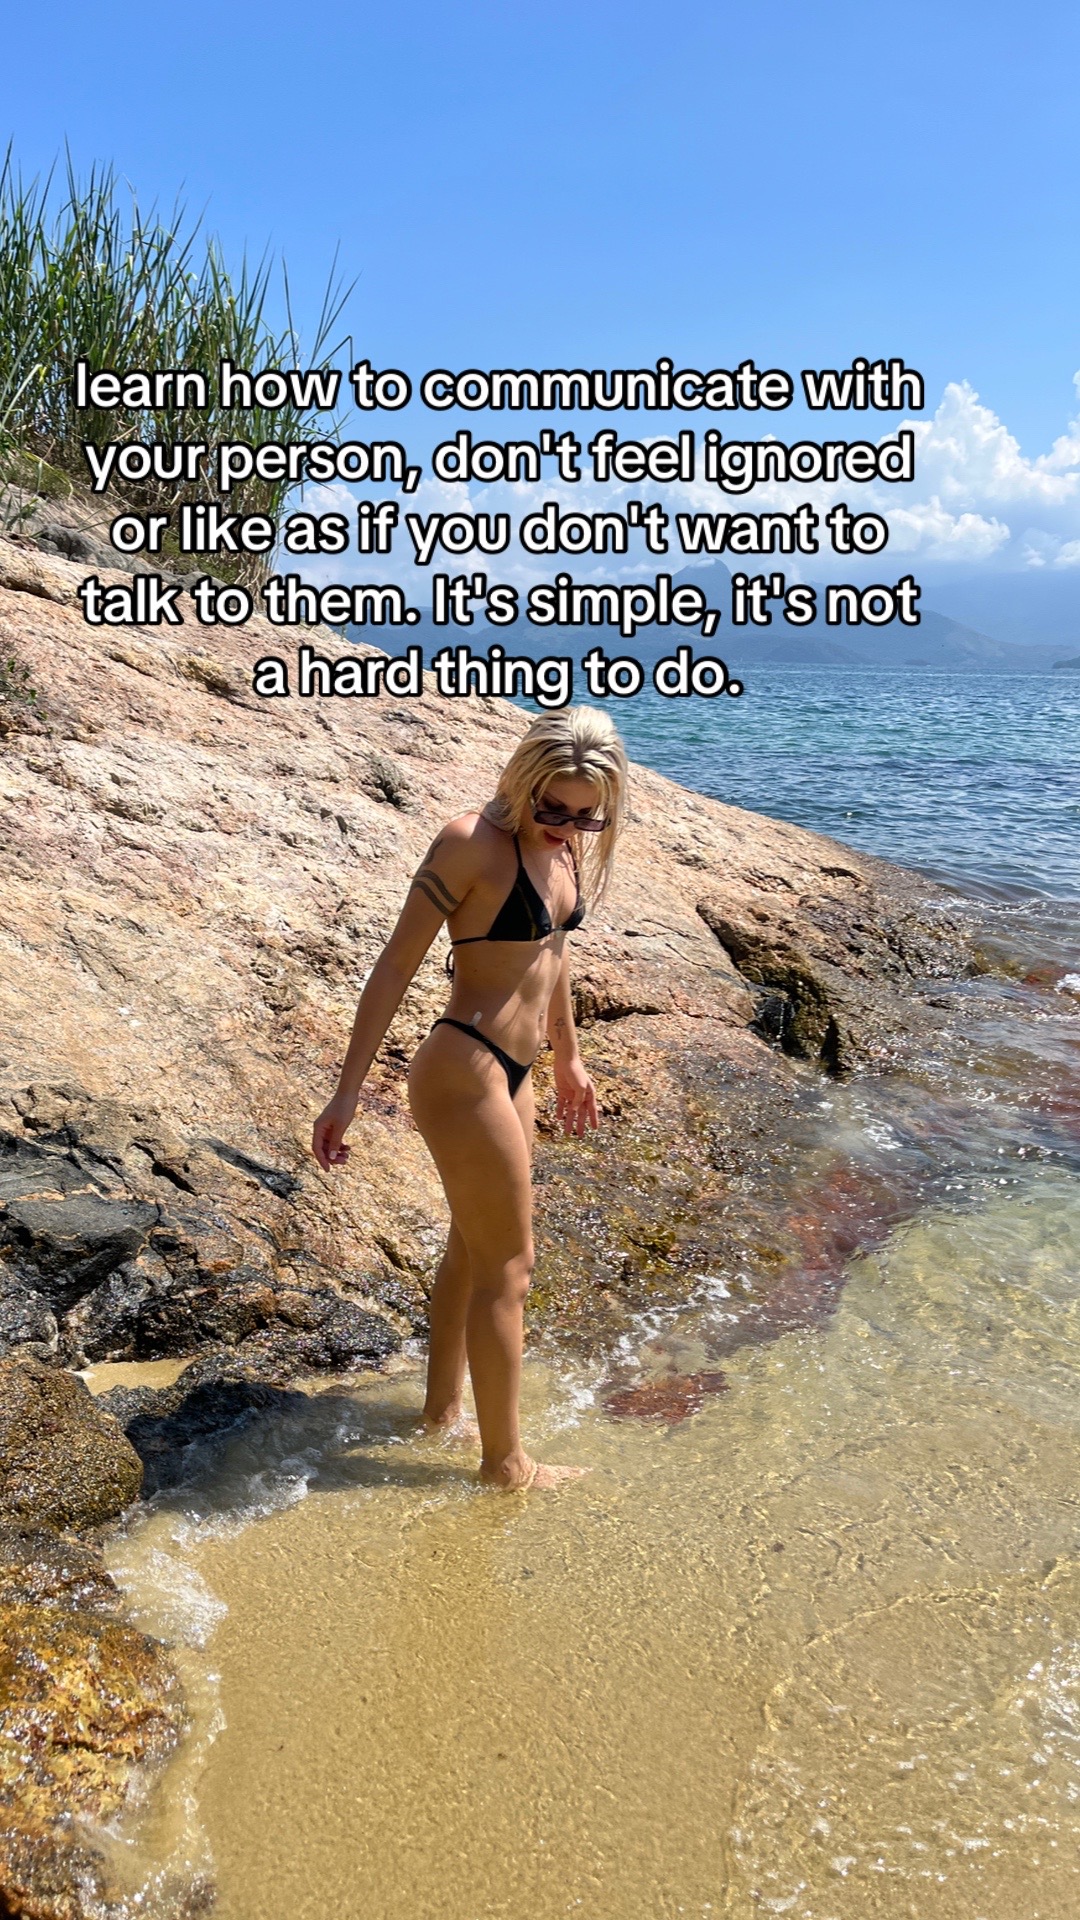 learn how to communicate with
your person, don't feel ignored
or like as if you don't want to
talk to them. It's simple, it's not
a hard thing to do.